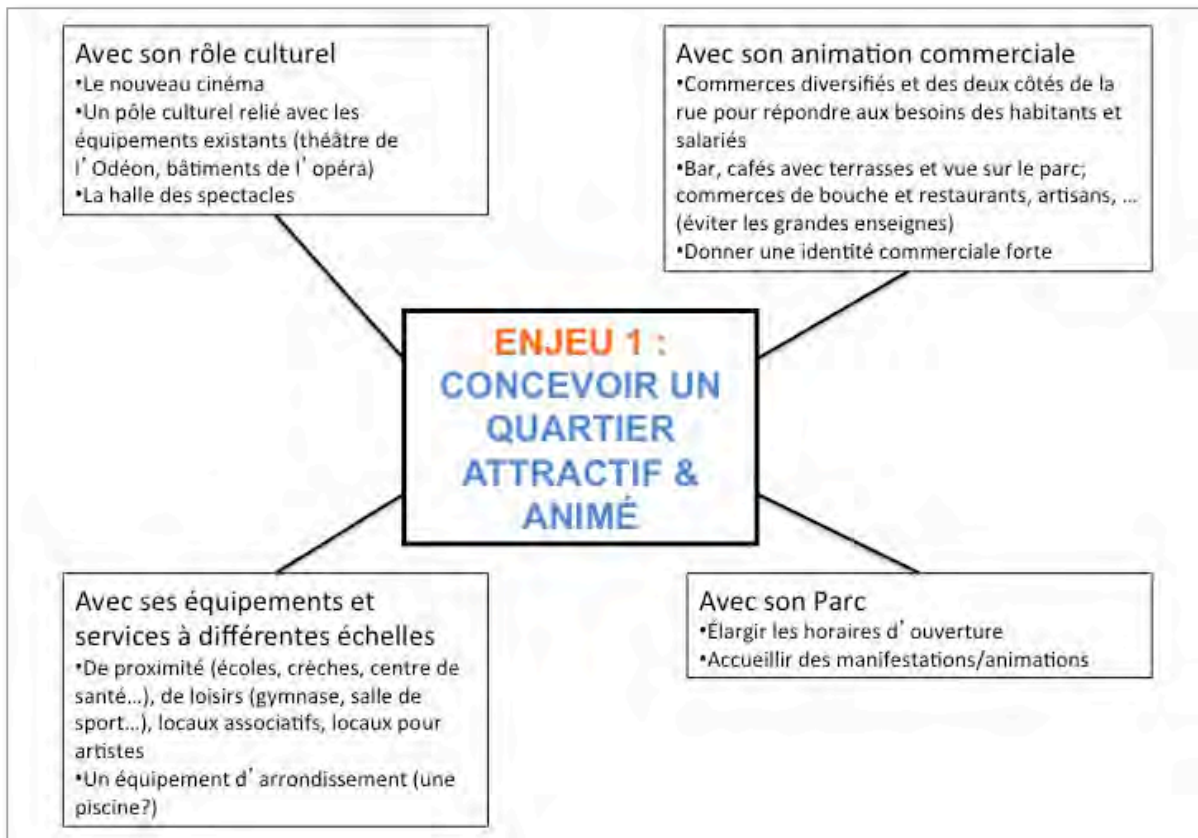 Avec son rôle culturel
•Le nouveau cinéma
•Un pôle culturel relié avec les
équipements existants (théâtre de
l' Odéon, bâtiments de l' opéra)
•La halle des spectacles
Avec son animation commerciale
•Commerces diversifiés et des deux côtés de la
rue pour répondre aux besoins des habitants et
salariés
•Bar, cafés avec terrasses et vue sur le parc;
commerces de bouche et restaurants, artisans, ...
(éviter les grandes enseignes)
•Donner une identité commerciale forte
ENJEU 1 :
CONCEVOIR UN
QUARTIER
ATTRACTIF &
ANIMÉ
Avec ses équipements et
services à différentes échelles
•De proximité (écoles, crèches, centre de
santé...), de loisirs (gymnase, salle de
sport...), locaux associatifs, locaux pour
artistes
•Un équipement d' arrondissement (une
piscine?)
Avec son Parc
•Élargir les horaires d' ouverture
•Accueillir des manifestations/animations